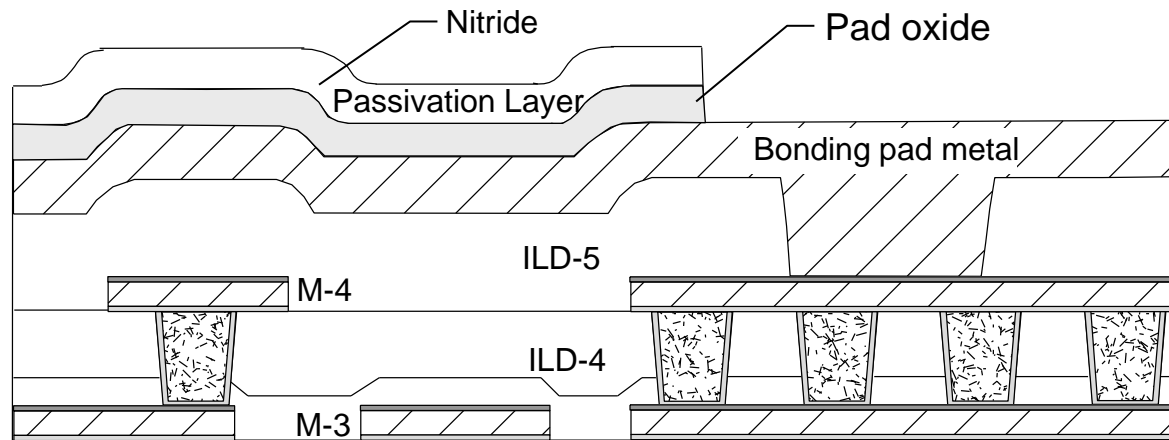 Nitride
Pad oxide
Passivation Layer
Bonding pad metal
ILD-5
M-4
ILD-4
M-3